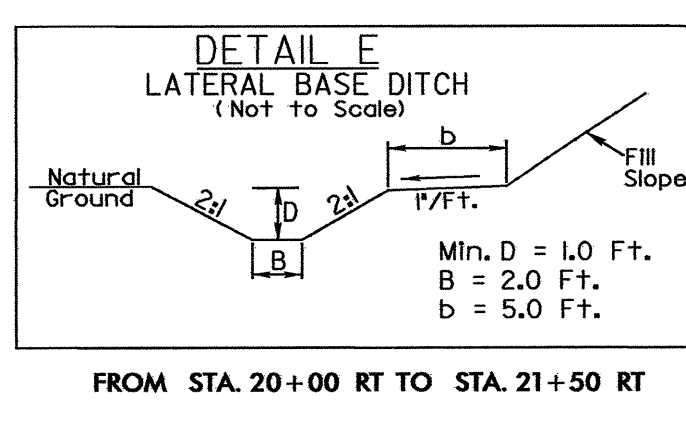 DETAIL E
LATERAL BASE DITCH
(Not to Scale)
b
Fill
Slope
Natural
Ground
2:1
D
2:1
1"/Ft.
B
Min. D = 1.0 Ft.
B = 2.0 Ft.
b = 5.0 Ft.
FROM STA. 20+00 RT TO STA. 21+50 RT